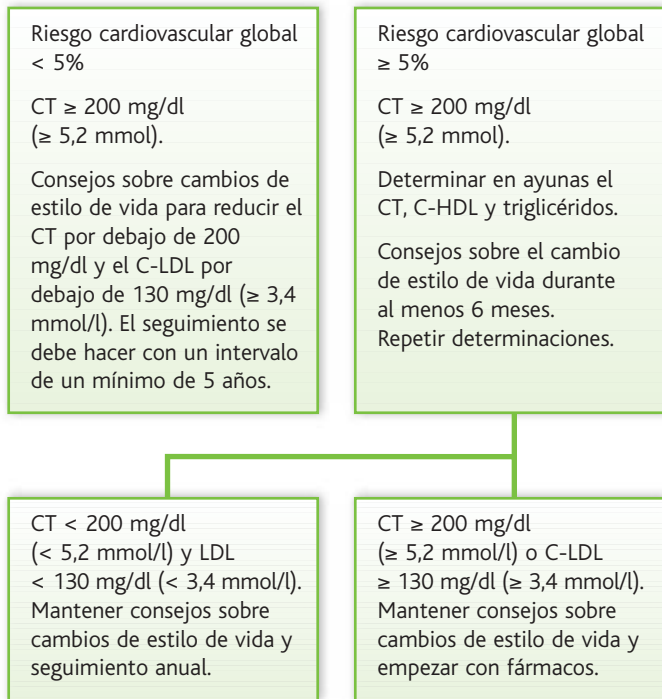 Riesgo cardiovascular global
< 5%
CT ≥ 200 mg/dl
(≥ 5,2 mmol).
Consejos sobre cambios de
estilo de vida para reducir el
CT por debajo de 200
mg/dl y el C-LDL por
debajo de 130 mg/dl (≥ 3,4
mmol/l). El seguimiento se
debe hacer con un intervalo
de un mínimo de 5 años.
Riesgo cardiovascular global
≥ 5%
CT ≥ 200 mg/dl
(≥ 5,2 mmol).
Determinar en ayunas el
CT, C-HDL y triglicéridos.
Consejos sobre el cambio
de estilo de vida durante
al menos 6 meses.
Repetir determinaciones.
CT < 200 mg/dl
(< 5,2 mmol/l) y LDL
< 130 mg/dl (< 3,4 mmol/l).
Mantener consejos sobre
cambios de estilo de vida y
seguimiento anual.
CT ≥ 200 mg/dl
(≥ 5,2 mmol/l) o C-LDL
≥ 130 mg/dl (≥ 3,4 mmol/l).
Mantener consejos sobre
cambios de estilo de vida y
empezar con fármacos.